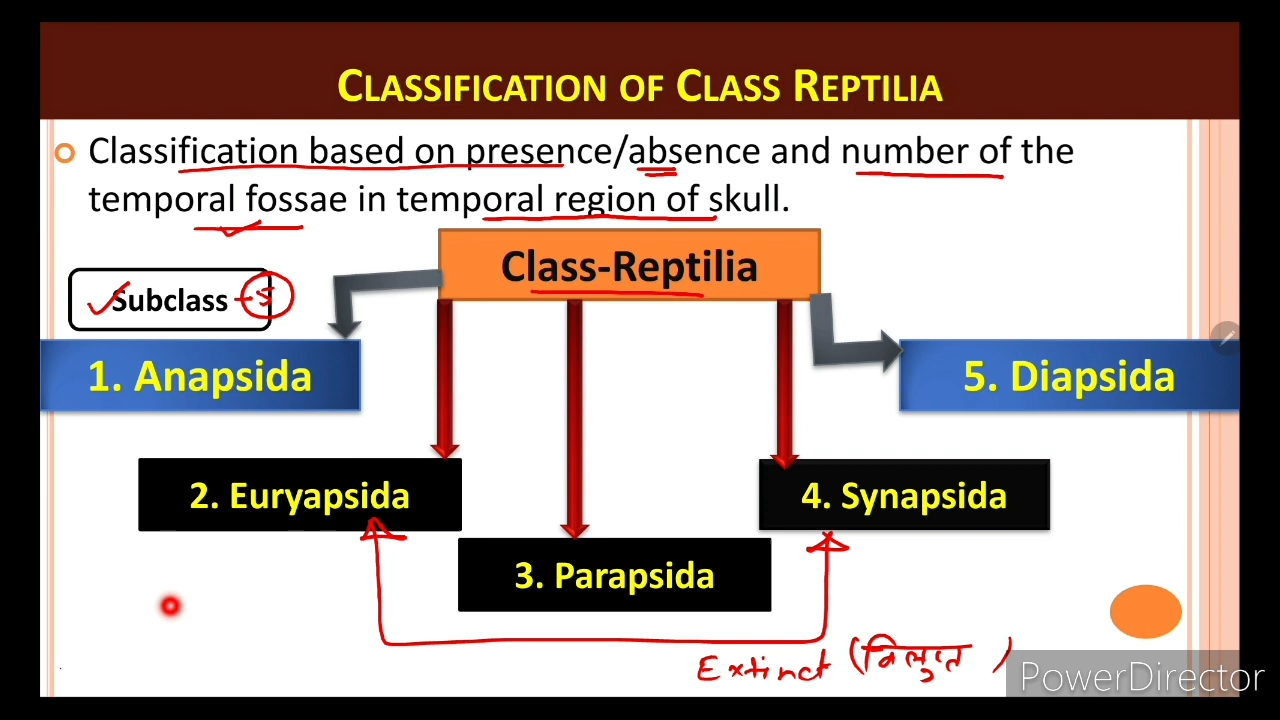 CLASSIFICATION OF CLASS REPTILIA
Classification based on presence/absence and number of the
temporal fossae in temporal region of skull.
Class-Reptilia
Subclass -5
1. Anapsida
5. Diapsida
2. Euryapsida
4. Synapsida
3. Parapsida
Extinct (विलुप्त )
PowerDirector